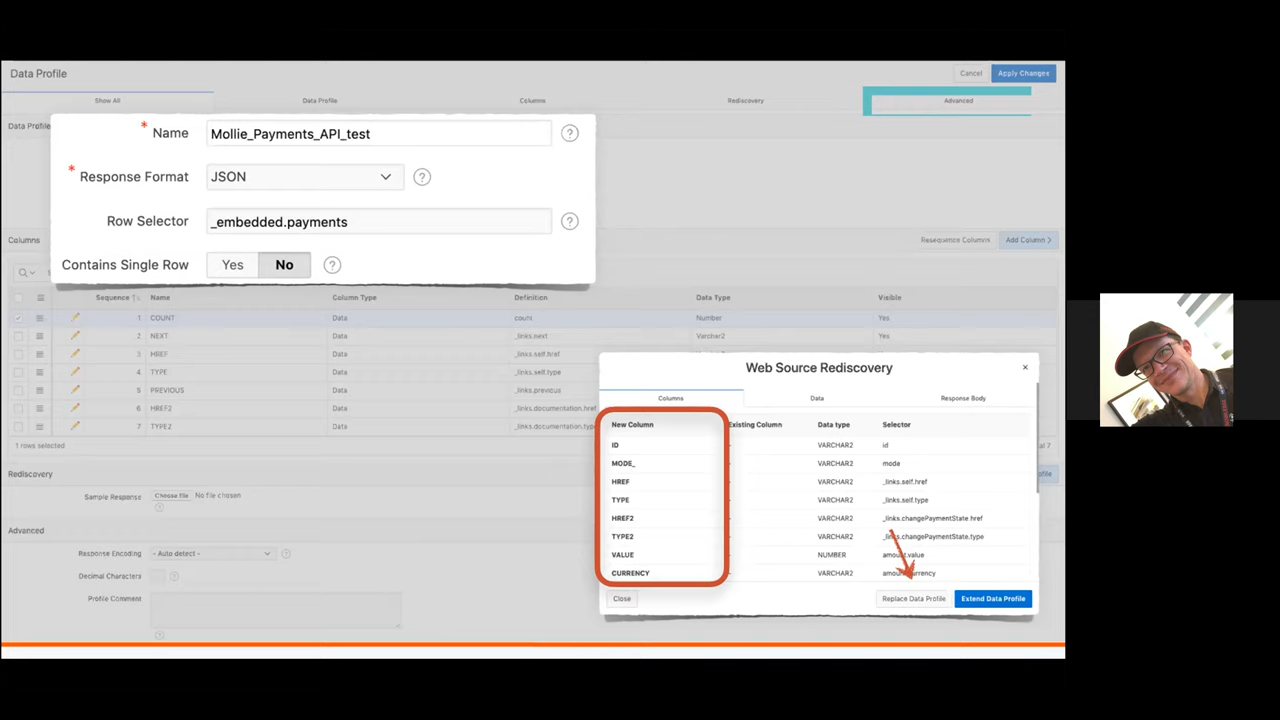 Data Profile
Cancel
Apply Changes
Show All
Data Profile
Columns
Rediscovery
Advanced
Data Profile
* Name
Mollie_Payments_API_test
?
* Response Format
JSON
?
Row Selector
_embedded.payments
?
Contains Single Row
Yes
No
?
Columns
Resequence Columns
Add Column >
Sequence
Name
Column Type
Definition
Data Type
Visible
1 COUNT Data count Number Yes
2 NEXT Data _links.next Varchar2 Yes
3 HREF Data _links.self.href
4 TYPE Data _links.self.type
5 PREVIOUS Data _links.previous
6 HREF2 Data _links.documentation.href
7 TYPE2 Data _links.documentation.type
1 rows selected
Rediscovery
Sample Response
Choose file
No file chosen
?
Advanced
Response Encoding
- Auto detect -
?
Decimal Characters
?
Profile Comment
?
Web Source Rediscovery
×
Columns
Data
Response Body
New Column Existing Column Data type Selector
ID - VARCHAR2 id
MODE_ - VARCHAR2 mode
HREF - VARCHAR2 _links.self.href
TYPE - VARCHAR2 _links.self.type
HREF2 - VARCHAR2 _links.changePaymentState.href
TYPE2 - VARCHAR2 _links.changePaymentState.type
VALUE - NUMBER amount.value
CURRENCY - VARCHAR2 amount.currency
Close
Replace Data Profile
Extend Data Profile